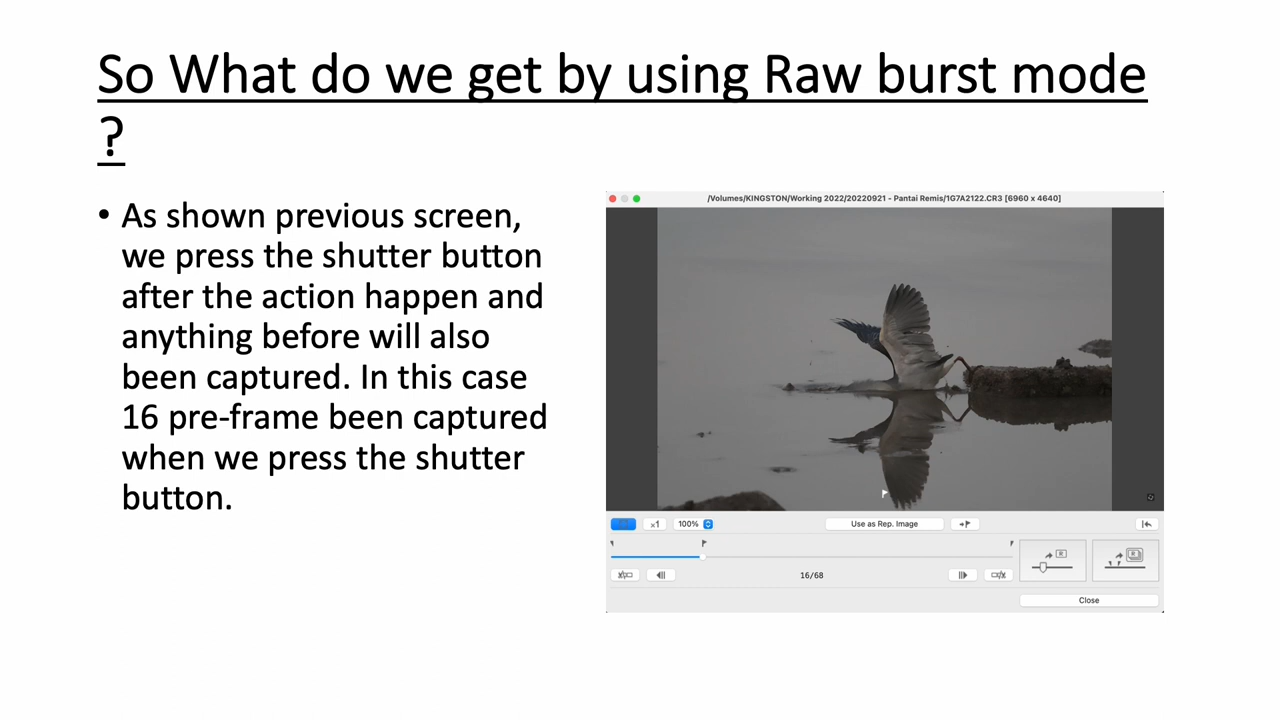 So What do we get by using Raw burst mode
?
• As shown previous screen,
we press the shutter button
after the action happen and
anything before will also
been captured. In this case
16 pre-frame been captured
when we press the shutter
button.
/Volumes/KINGSTON/Working 2022/20220921 - Pantai Remis/1G7A2122.CR3 [6960 x 4640]
x1
100%
Use as Rep. Image
16/68
Close